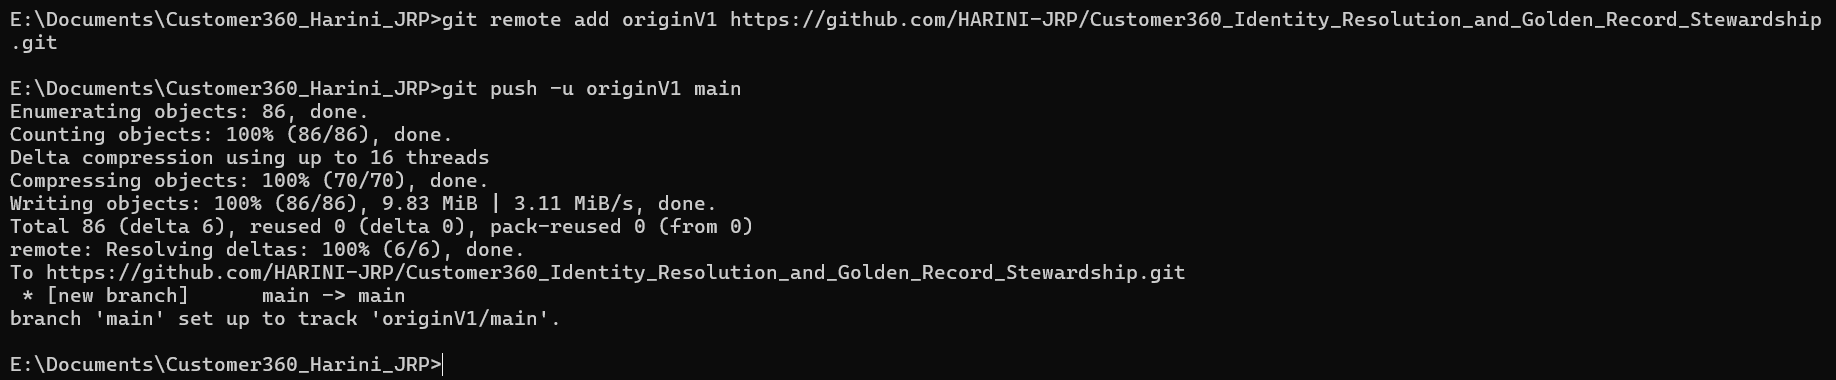 E:\Documents\Customer360_Harini_JRP>git remote add originV1 https://github.com/HARINI-JRP/Customer360_Identity_Resolution_and_Golden_Record_Stewardship
.git
E:\Documents\Customer360_Harini_JRP>git push -u originV1 main
Enumerating objects: 86, done.
Counting objects: 100% (86/86), done.
Delta compression using up to 16 threads
Compressing objects: 100% (70/70), done.
Writing objects: 100% (86/86), 9.83 MiB | 3.11 MiB/s, done.
Total 86 (delta 6), reused 0 (delta 0), pack-reused 0 (from 0)
remote: Resolving deltas: 100% (6/6), done.
To https://github.com/HARINI-JRP/Customer360_Identity_Resolution_and_Golden_Record_Stewardship.git
 * [new branch]      main -> main
branch 'main' set up to track 'originV1/main'.
E:\Documents\Customer360_Harini_JRP>